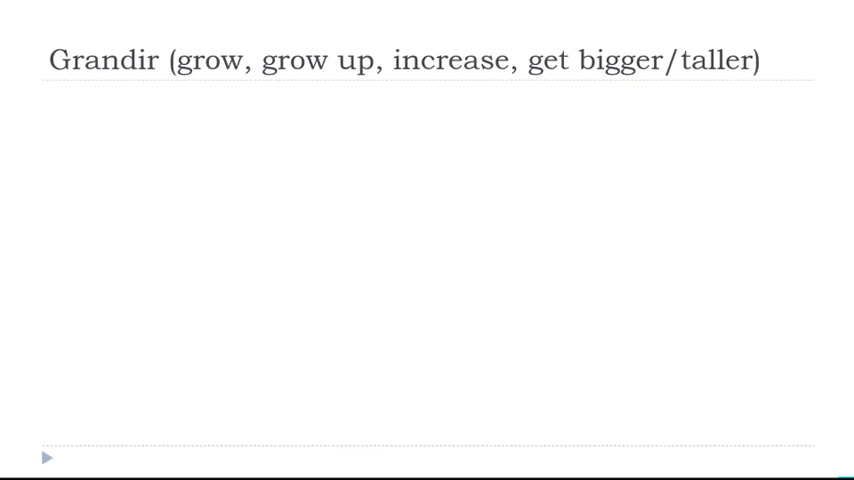 Grandir (grow, grow up, increase, get bigger/taller)